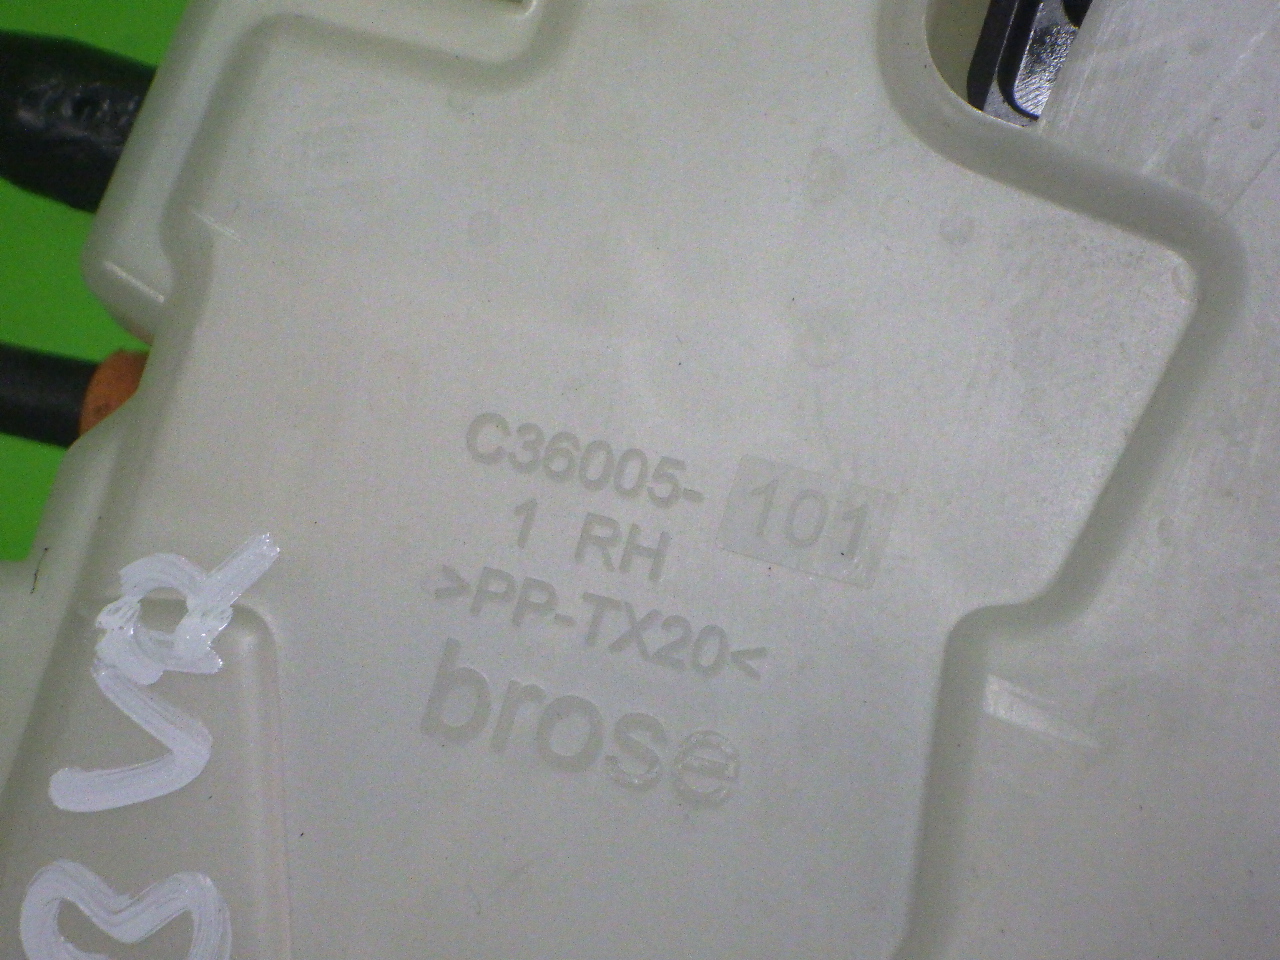 C36005-101
1 RH
>PP-TX20<
brose